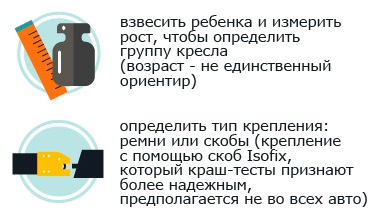 взвесить ребенка и измерить
рост, чтобы определить
группу кресла
(возраст - не единственный
ориентир)
определить тип крепления:
ремни или скобы (крепление
с помощью скоб Isofix,
который краш-тесты признают
более надежным,
предполагается не во всех авто)